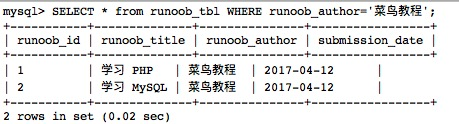 mysql> SELECT * from runoob_tbl WHERE runoob_author='菜鸟教程';
+-----------+--------------+---------------+-----------------+
| runoob_id | runoob_title | runoob_author | submission_date |
+-----------+--------------+---------------+-----------------+
| 1         | 学习 PHP   | 菜鸟教程  | 2017-04-12      |
| 2         | 学习 MySQL | 菜鸟教程  | 2017-04-12      |
+-----------+--------------+---------------+-----------------+
2 rows in set (0.02 sec)